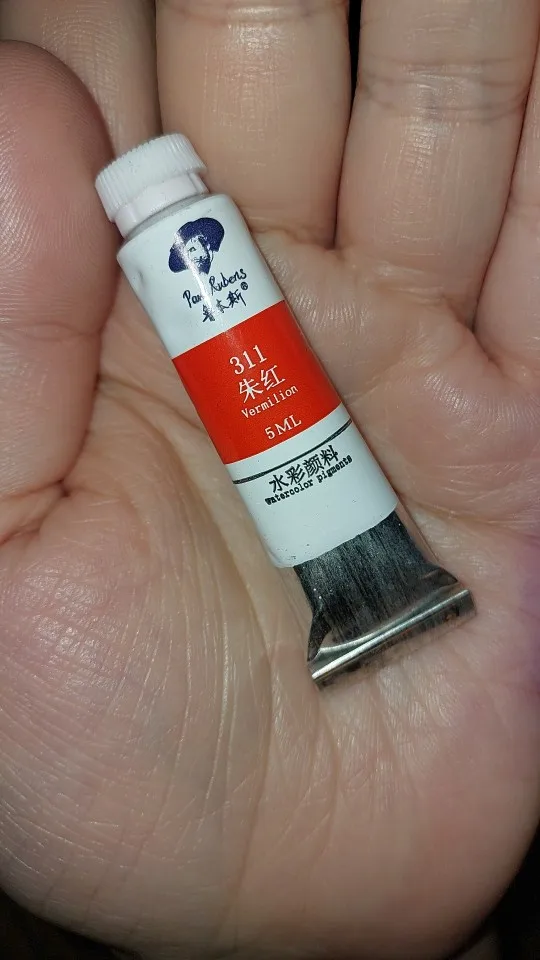 Paul Rubens
鲁本斯®
311
朱红
Vermilion
5ML
水彩颜料
watercolor pigments